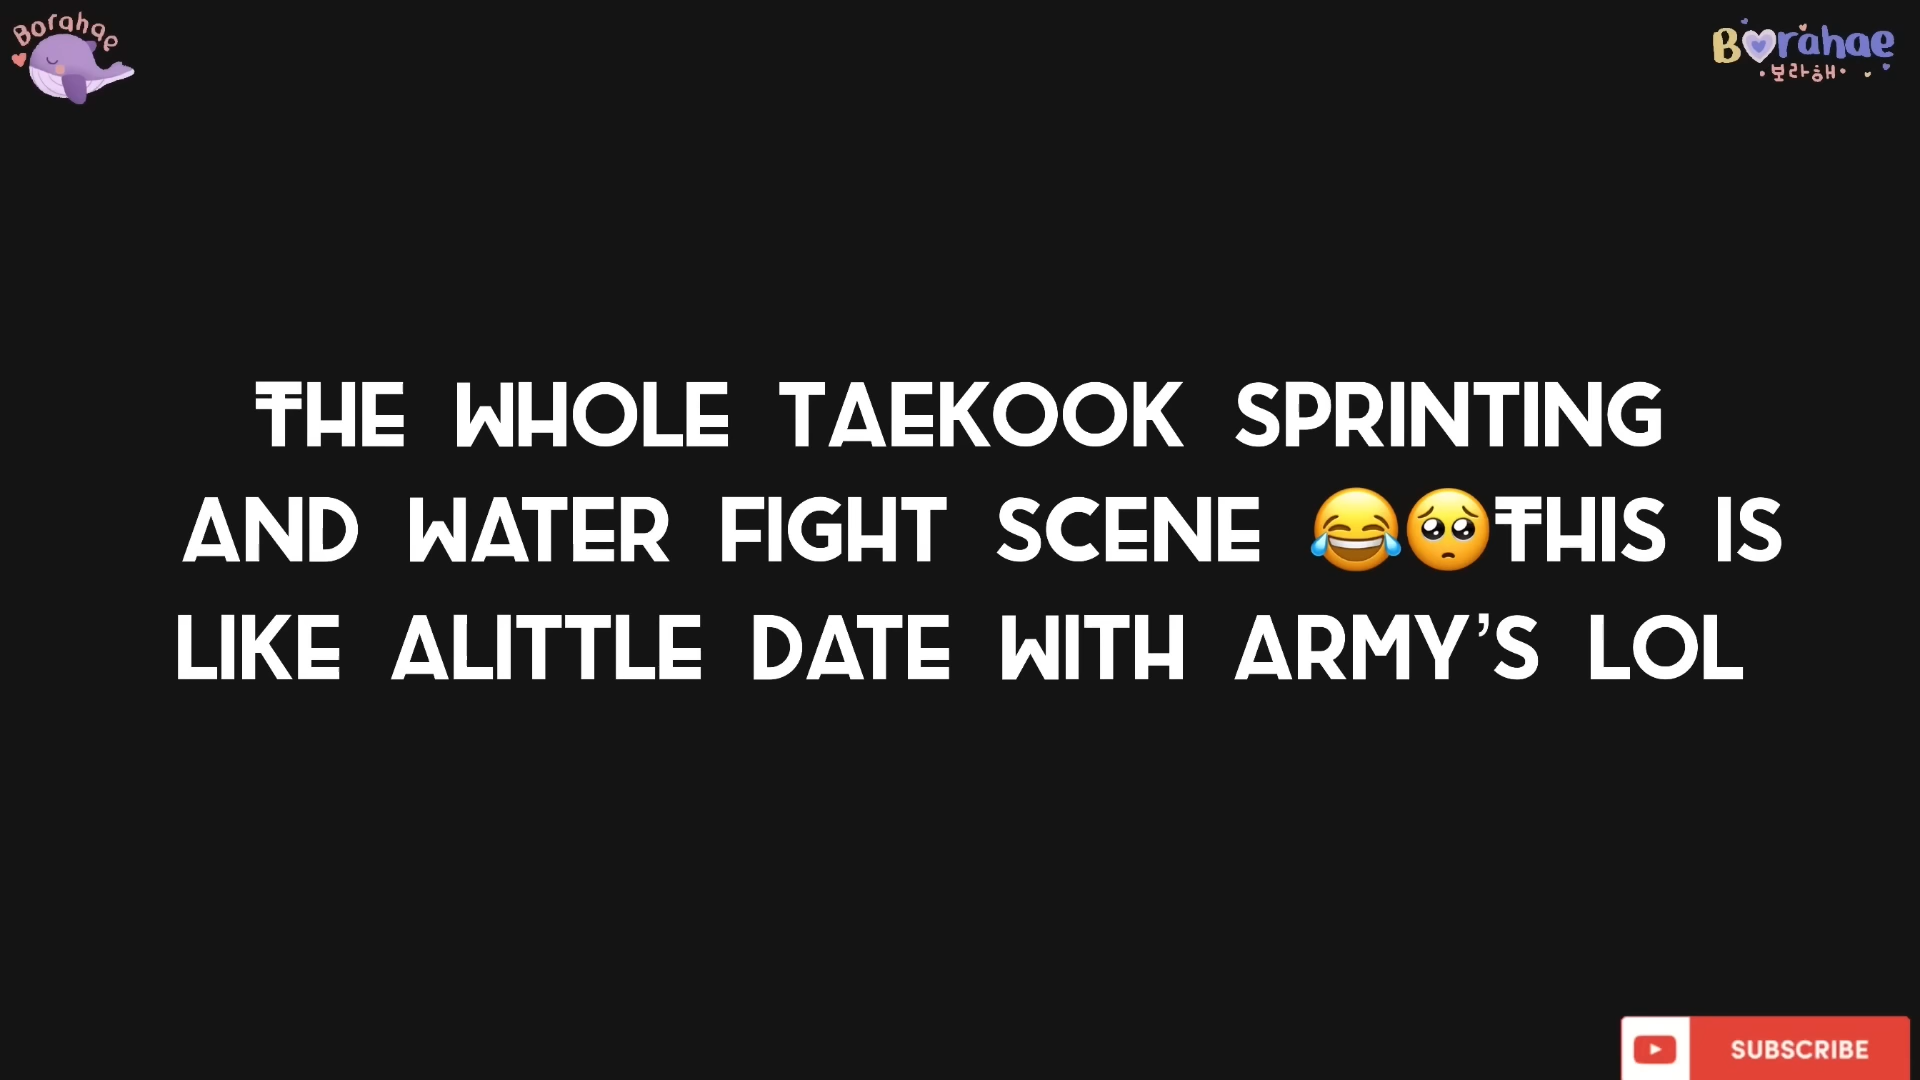 Borahae
Borahae
보라해
THE WHOLE TAEKOOK SPRINTING
AND WATER FIGHT SCENE 😂🥺THIS IS
LIKE ALITTLE DATE WITH ARMY’S LOL
SUBSCRIBE